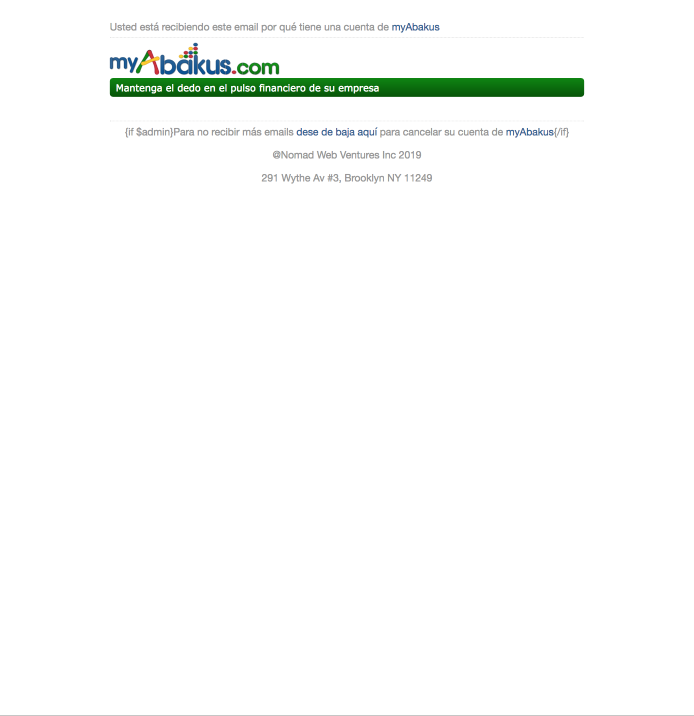 Usted está recibiendo este email por qué tiene una cuenta de myAbakus
myAbakus.com
Mantenga el dedo en el pulso financiero de su empresa
{if $admin}Para no recibir más emails dese de baja aquí para cancelar su cuenta de myAbakus{/if}
@Nomad Web Ventures Inc 2019
291 Wythe Av #3, Brooklyn NY 11249